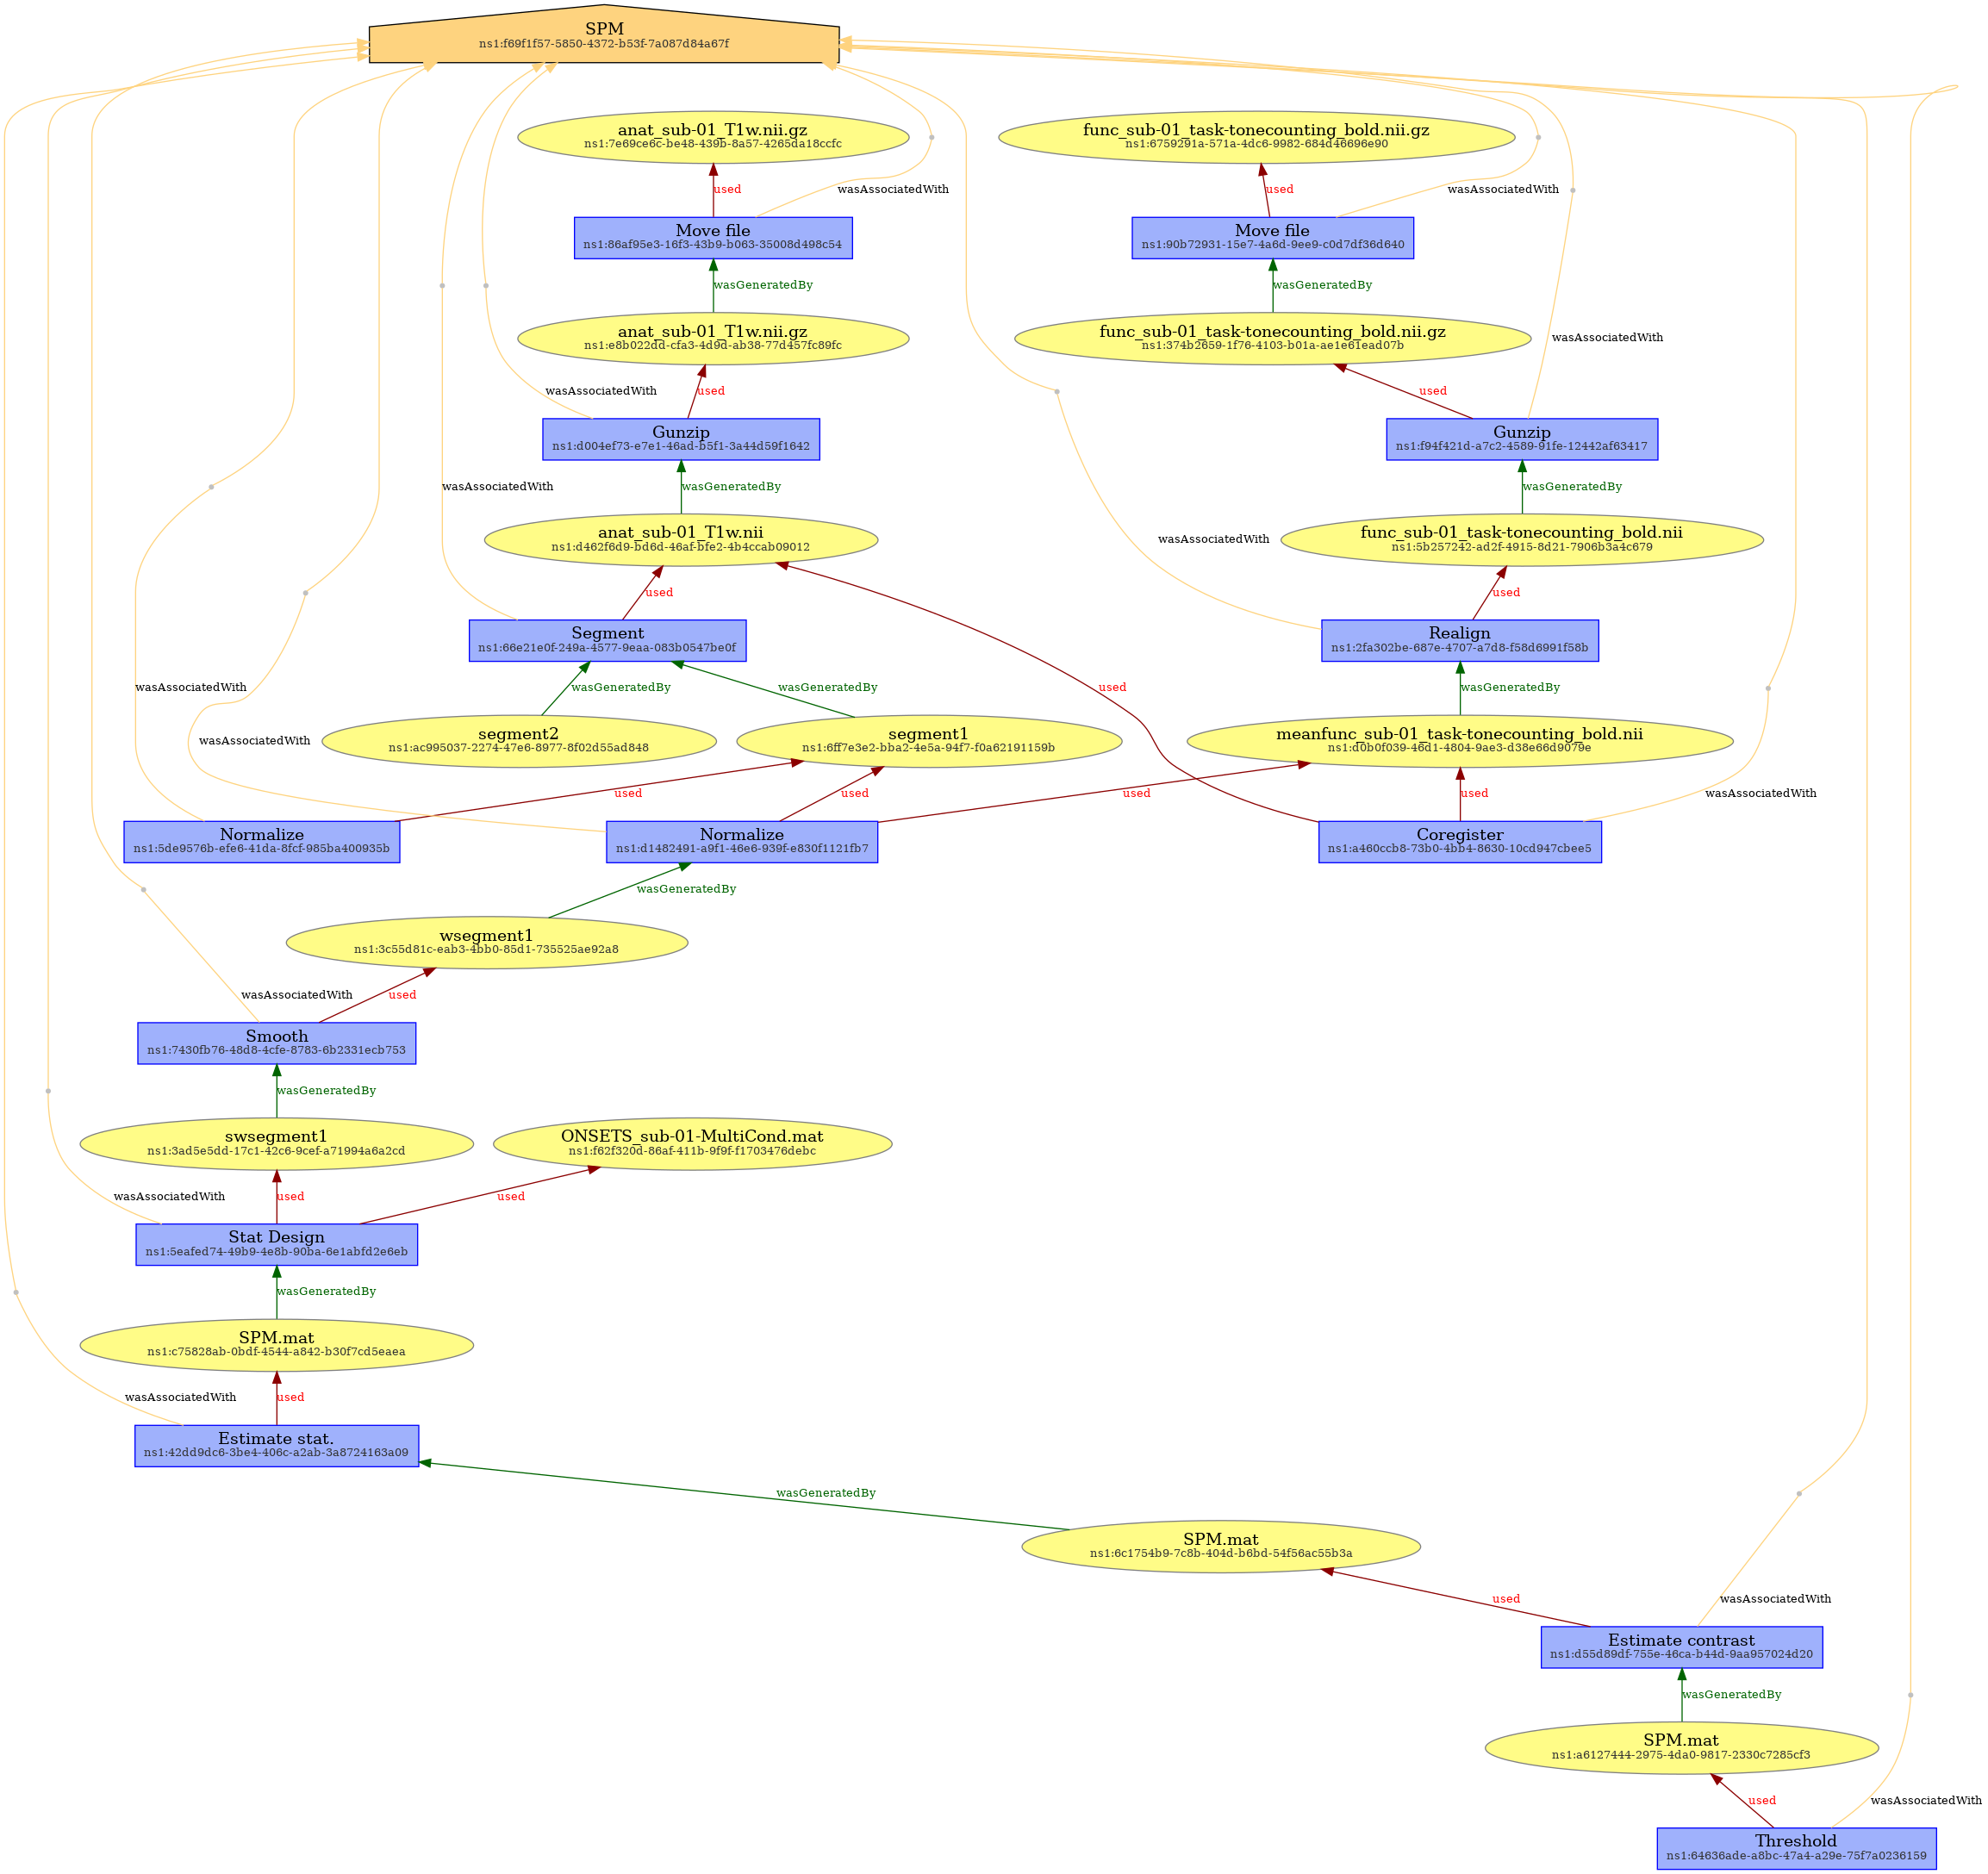 SPM
ns1:f69f1f57-5850-4372-b53f-7a087d84a67f
anat_sub-01_T1w.nii.gz
ns1:7e69ce6c-be48-439b-8a57-4265da18ccfc
func_sub-01_task-tonecounting_bold.nii.gz
ns1:6759291a-571a-4dc6-9982-684d46696e90
used
wasAssociatedWith
used
wasAssociatedWith
Move file
ns1:86af95e3-16f3-43b9-b063-35008d498c54
Move file
ns1:90b72931-15e7-4a6d-9ee9-c0d7df36d640
wasGeneratedBy
wasGeneratedBy
anat_sub-01_T1w.nii.gz
ns1:e8b022dd-cfa3-4d9d-ab38-77d457fc89fc
func_sub-01_task-tonecounting_bold.nii.gz
ns1:374b2659-1f76-4103-b01a-ae1e61ead07b
wasAssociatedWith
wasAssociatedWith
used
used
Gunzip
ns1:d004ef73-e7e1-46ad-b5f1-3a44d59f1642
Gunzip
ns1:f94f421d-a7c2-4589-91fe-12442af63417
wasAssociatedWith
wasGeneratedBy
wasGeneratedBy
anat_sub-01_T1w.nii
ns1:d462f6d9-bd6d-46af-bfe2-4b4ccab09012
func_sub-01_task-tonecounting_bold.nii
ns1:5b257242-ad2f-4915-8d21-7906b3a4c679
wasAssociatedWith
used
used
Segment
ns1:66e21e0f-249a-4577-9eaa-083b0547be0f
Realign
ns1:2fa302be-687e-4707-a7d8-f58d6991f58b
wasAssociatedWith
wasGeneratedBy
wasGeneratedBy
used
wasGeneratedBy
wasAssociatedWith
segment2
ns1:ac995037-2274-47e6-8977-8f02d55ad848
segment1
ns1:6ff7e3e2-bba2-4e5a-94f7-f0a62191159b
meanfunc_sub-01_task-tonecounting_bold.nii
ns1:d0b0f039-46d1-4804-9ae3-d38e66d9079e
used
used
used
used
wasAssociatedWith
Normalize
ns1:5de9576b-efe6-41da-8fcf-985ba400935b
Normalize
ns1:d1482491-a9f1-46e6-939f-e830f1121fb7
Coregister
ns1:a460ccb8-73b0-4bb4-8630-10cd947cbee5
wasGeneratedBy
wsegment1
ns1:3c55d81c-eab3-4bb0-85d1-735525ae92a8
wasAssociatedWith
used
Smooth
ns1:7430fb76-48d8-4cfe-8783-6b2331ecb753
wasGeneratedBy
swsegment1
ns1:3ad5e5dd-17c1-42c6-9cef-a71994a6a2cd
ONSETS_sub-01-MultiCond.mat
ns1:f62f320d-86af-411b-9f9f-f1703476debc
wasAssociatedWith
used
used
Stat Design
ns1:5eafed74-49b9-4e8b-90ba-6e1abfd2e6eb
wasGeneratedBy
SPM.mat
ns1:c75828ab-0bdf-4544-a842-b30f7cd5eaea
wasAssociatedWith
used
Estimate stat.
ns1:42dd9dc6-3be4-406c-a2ab-3a8724163a09
wasGeneratedBy
SPM.mat
ns1:6c1754b9-7c8b-404d-b6bd-54f56ac55b3a
used
wasAssociatedWith
Estimate contrast
ns1:d55d89df-755e-46ca-b44d-9aa957024d20
wasGeneratedBy
SPM.mat
ns1:a6127444-2975-4da0-9817-2330c7285cf3
used
wasAssociatedWith
Threshold
ns1:64636ade-a8bc-47a4-a29e-75f7a0236159